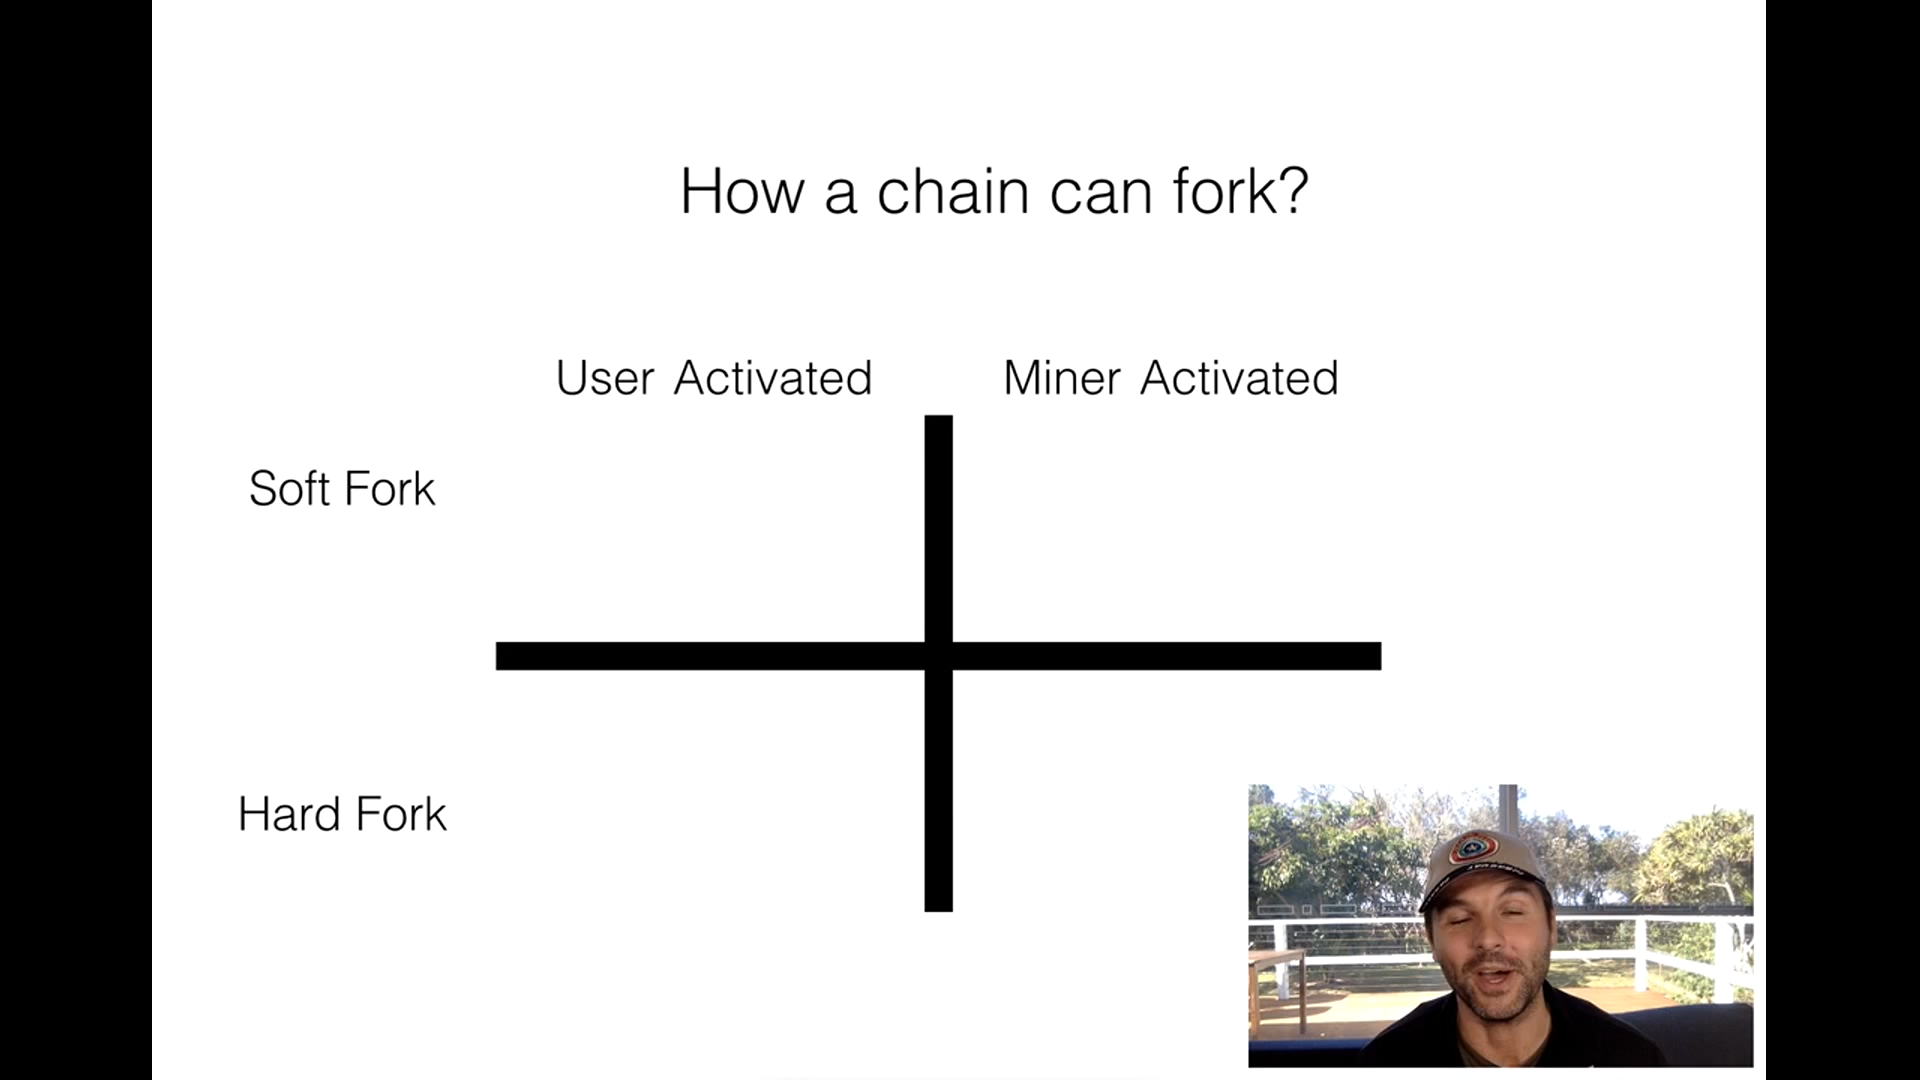 How a chain can fork?
User Activated
Miner Activated
Soft Fork
Hard Fork